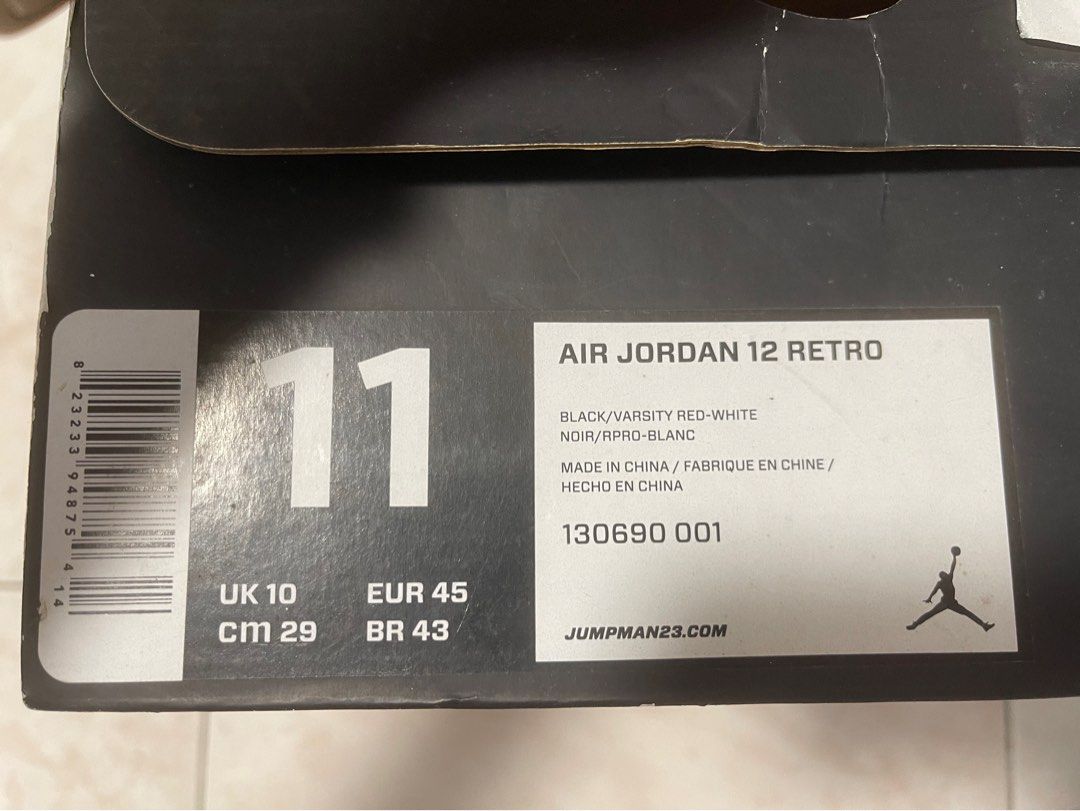 8 23233 94875 4 14
11
UK 10 EUR 45
cm 29 BR 43
AIR JORDAN 12 RETRO
BLACK/VARSITY RED-WHITE
NOIR/RPRO-BLANC
MADE IN CHINA / FABRIQUE EN CHINE /
HECHO EN CHINA
130690 001
JUMPMAN23.COM